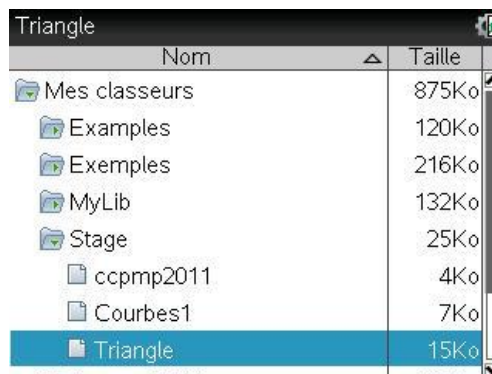 Triangle
Nom Taille
Mes classeurs 875Ko
Examples 120Ko
Exemples 216Ko
MyLib 132Ko
Stage 25Ko
ccpmp2011 4Ko
Courbes1 7Ko
Triangle 15Ko